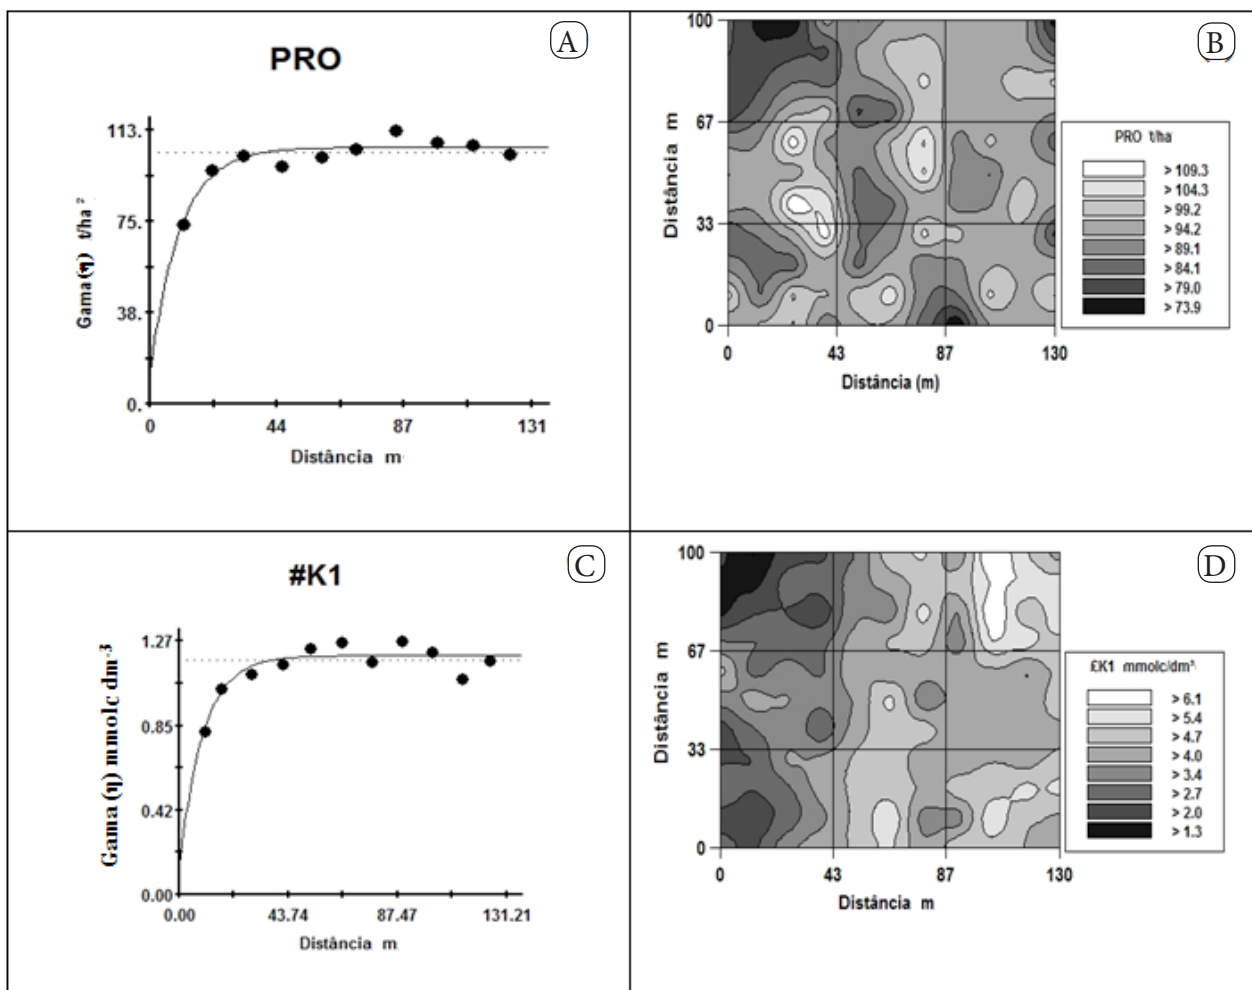 PRO
A
113.
75.
38.
0.
0 44 87 131
Gama(η) t/ha ²
Distância m
B
100
67
33
0
0 43 87 130
Distância m
Distância (m)
PRO t/ha
> 109.3
> 104.3
> 99.2
> 94.2
> 89.1
> 84.1
> 79.0
> 73.9
#K1
C
1.27
0.85
0.42
0.00
0.00 43.74 87.47 131.21
Gama (η) mmolc dm-3
Distância m
D
100
67
33
0
0 43 87 130
Distância m
Distância m
£K1 mmolc/dm³
> 6.1
> 5.4
> 4.7
> 4.0
> 3.4
> 2.7
> 2.0
> 1.3